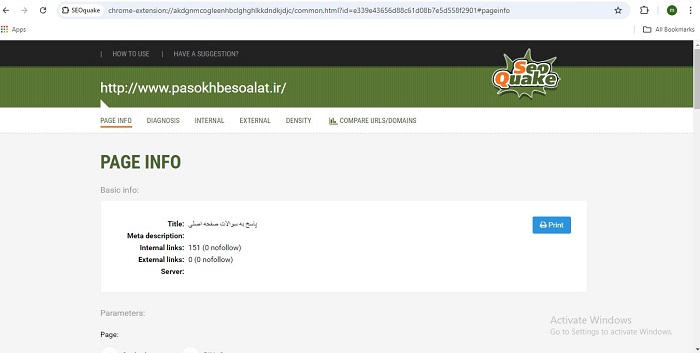 SEOquake
chrome-extension://akdgnmcogleenhbclghghlkkdndkjdjc/common.html?id=e339e43656d88c61d08b7e5d558f2901#pageinfo
m
Apps
All Bookmarks
HOW TO USE | HAVE A SUGGESTION?
http://www.pasokhbesoalat.ir/
Seo
Quake
PAGE INFO DIAGNOSIS INTERNAL EXTERNAL DENSITY COMPARE URLS/DOMAINS
PAGE INFO
Basic info:
Title: پاسخ به سوالات صفحه اصلی
Print
Meta description:
Internal links: 151 (0 nofollow)
External links: 0 (0 nofollow)
Server:
Parameters:
Activate Windows
Go to Settings to activate Windows.
Page: